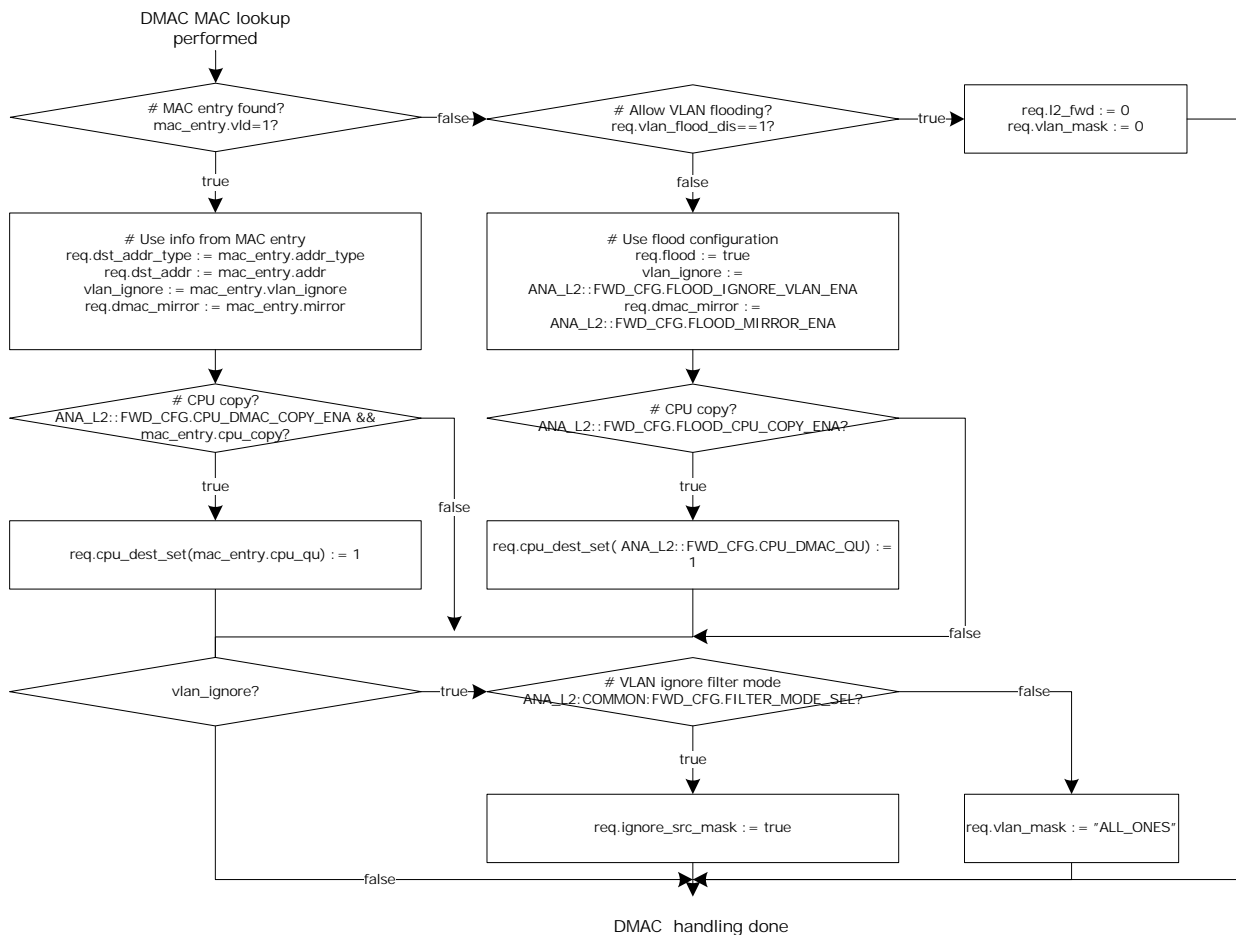 DMAC MAC lookup
performed
# MAC entry found?
mac_entry.vld=1?
false
# Allow VLAN flooding?
req.vlan_flood_dis==1?
true
req.l2_fwd := 0
req.vlan_mask := 0
true
false
# Use info from MAC entry
req.dst_addr_type := mac_entry.addr_type
req.dst_addr := mac_entry.addr
vlan_ignore := mac_entry.vlan_ignore
req.dmac_mirror := mac_entry.mirror
# Use flood configuration
req.flood := true
vlan_ignore :=
ANA_L2::FWD_CFG.FLOOD_IGNORE_VLAN_ENA
req.dmac_mirror :=
ANA_L2::FWD_CFG.FLOOD_MIRROR_ENA
# CPU copy?
ANA_L2::FWD_CFG.CPU_DMAC_COPY_ENA &&
mac_entry.cpu_copy?
# CPU copy?
ANA_L2::FWD_CFG.FLOOD_CPU_COPY_ENA?
true
false
true
req.cpu_dest_set(mac_entry.cpu_qu) := 1
req.cpu_dest_set( ANA_L2::FWD_CFG.CPU_DMAC_QU) :=
1
false
vlan_ignore?
true
# VLAN ignore filter mode
ANA_L2:COMMON:FWD_CFG.FILTER_MODE_SEL?
false
true
req.ignore_src_mask := true
req.vlan_mask := "ALL_ONES"
false
DMAC handling done